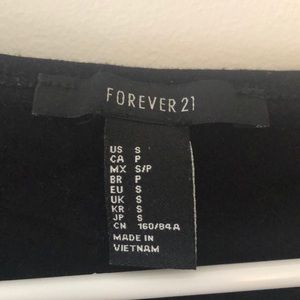 FOREVER 21
US S
CA P
MX S/P
BR P
EU S
UK S
KR S
JP S
CN 160/84A
MADE IN
VIETNAM